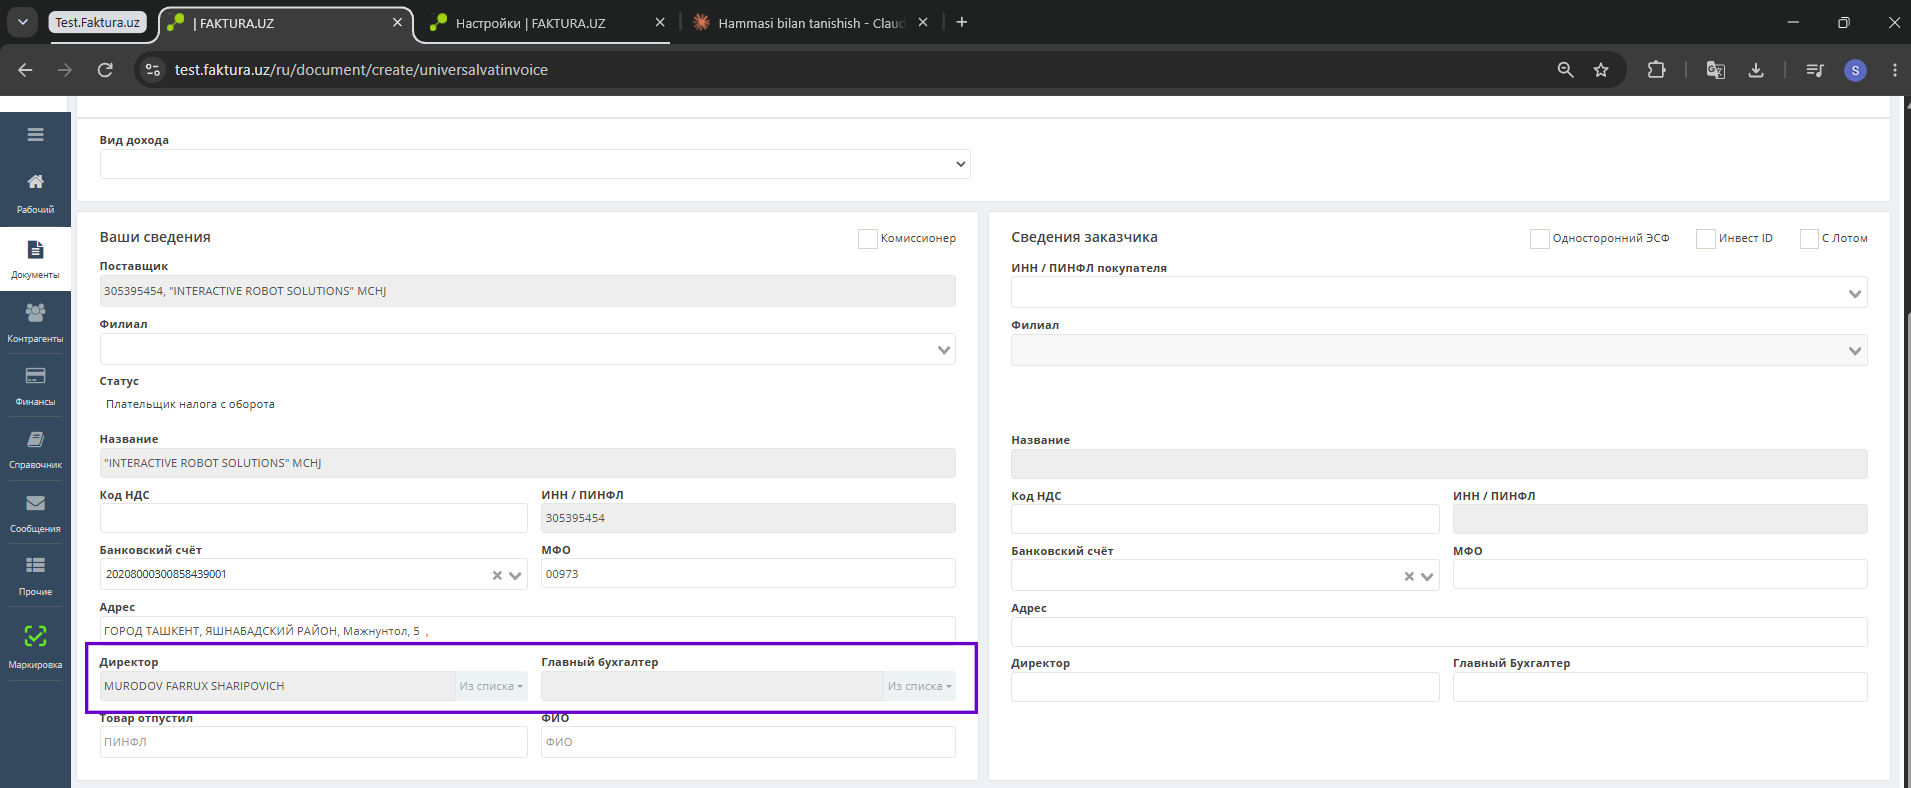 Test.Faktura.uz
| FAKTURA.UZ
Настройки | FAKTURA.UZ
Hammasi bilan tanishish - Claud
test.faktura.uz/ru/document/create/universalvatinvoice
S
Рабочий
Документы
Контрагенты
Финансы
Справочник
Сообщения
Прочие
Маркировка
Вид дохода
Ваши сведения
Комиссионер
Поставщик
305395454, "INTERACTIVE ROBOT SOLUTIONS" MCHJ
Филиал
Статус
Плательщик налога с оборота
Название
"INTERACTIVE ROBOT SOLUTIONS" MCHJ
Код НДС
ИНН / ПИНФЛ
305395454
Банковский счёт
МФО
20208000300858439001
00973
Адрес
ГОРОД ТАШКЕНТ, ЯШНАБАДСКИЙ РАЙОН, Мажнунтол, 5 ,
Директор
Главный бухгалтер
MURODOV FARRUX SHARIPOVICH
Из списка
Из списка
Товар отпустил
ФИО
ПИНФЛ
ФИО
Сведения заказчика
Односторонний ЭСФ
Инвест ID
С Лотом
ИНН / ПИНФЛ покупателя
Филиал
Название
Код НДС
ИНН / ПИНФЛ
Банковский счёт
МФО
Адрес
Директор
Главный Бухгалтер